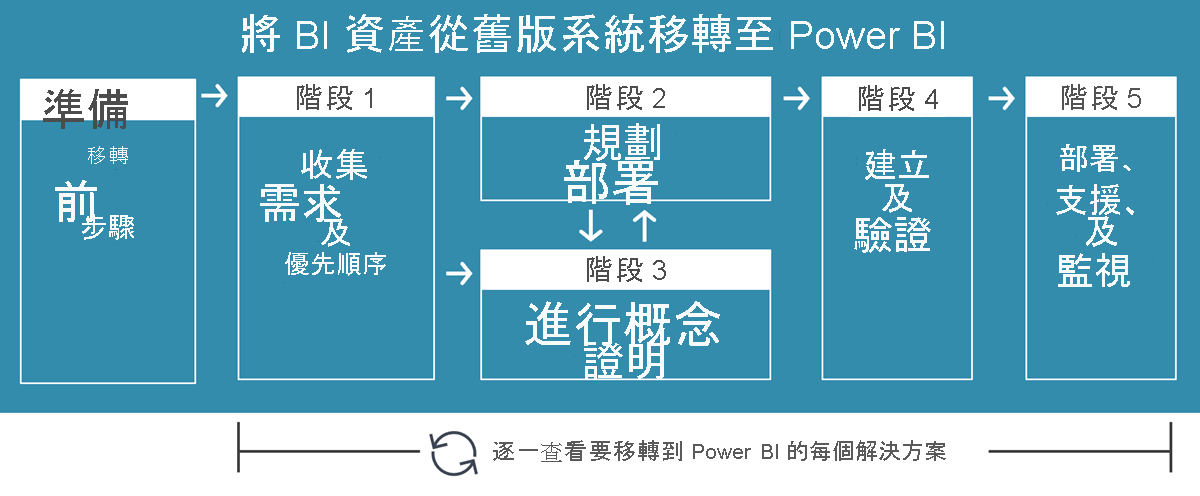 將 BI 資產從舊版系統移轉至 Power BI
準備
移轉
前
步驟
階段 1
收集
需求
及
優先順序
階段 2
規劃
部署
階段 3
進行概念
證明
階段 4
建立
及
驗證
階段 5
部署、
支援、
及
監視
逐一查看要移轉到 Power BI 的每個解決方案